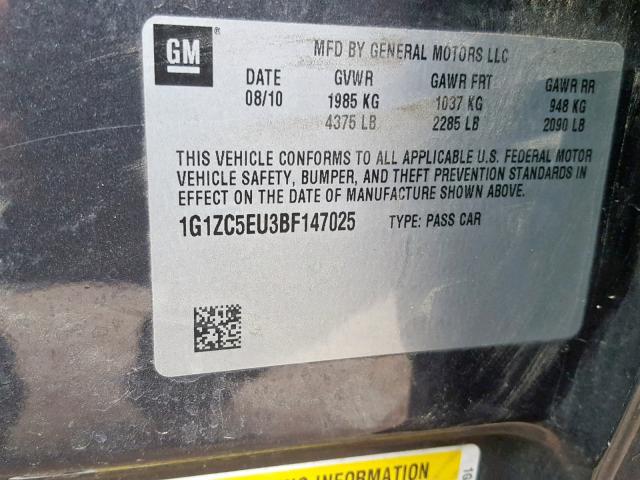 GM
MFD BY GENERAL MOTORS LLC
DATE GVWR GAWR FRT GAWR RR
08/10 1985 KG 1037 KG 948 KG
4375 LB 2285 LB 2090 LB
THIS VEHICLE CONFORMS TO ALL APPLICABLE U.S. FEDERAL MOTOR
VEHICLE SAFETY, BUMPER, AND THEFT PREVENTION STANDARDS IN
EFFECT ON THE DATE OF MANUFACTURE SHOWN ABOVE.
1G1ZC5EU3BF147025 TYPE: PASS CAR
INFORMATION